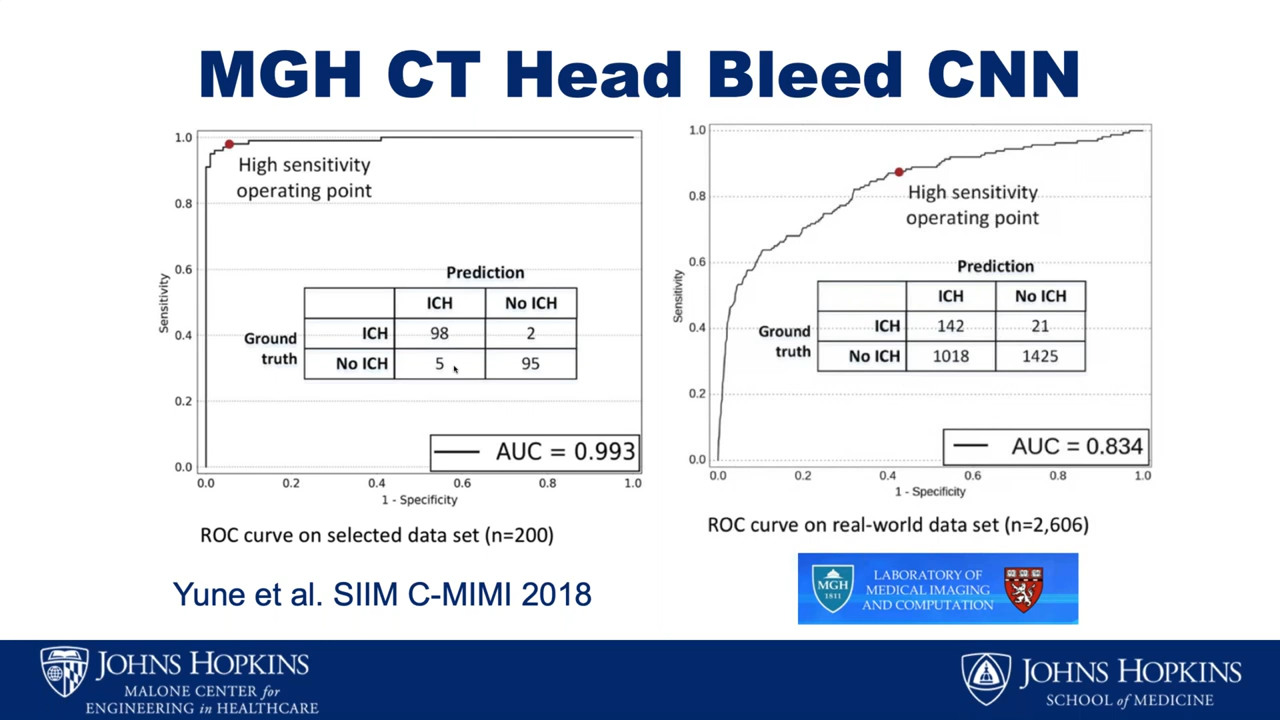 MGH CT Head Bleed CNN
1.0
0.8
0.6
0.4
0.2
0.0
Sensitivity
High sensitivity
operating point
Prediction
ICH No ICH
Ground truth
ICH 98 2
No ICH 5 95
AUC = 0.993
0.0 0.2 0.4 0.6 0.8 1.0
1 - Specificity
ROC curve on selected data set (n=200)
1.0
0.8
0.6
0.4
0.2
0.0
Sensitivity
High sensitivity
operating point
Prediction
ICH No ICH
Ground truth
ICH 142 21
No ICH 1018 1425
AUC = 0.834
0.0 0.2 0.4 0.6 0.8 1.0
1 - Specificity
ROC curve on real-world data set (n=2,606)
Yune et al. SIIM C-MIMI 2018
MGH
1811
LABORATORY OF
MEDICAL IMAGING
AND COMPUTATION
JOHNS HOPKINS
MALONE CENTER for
ENGINEERING in HEALTHCARE
JOHNS HOPKINS
SCHOOL of MEDICINE